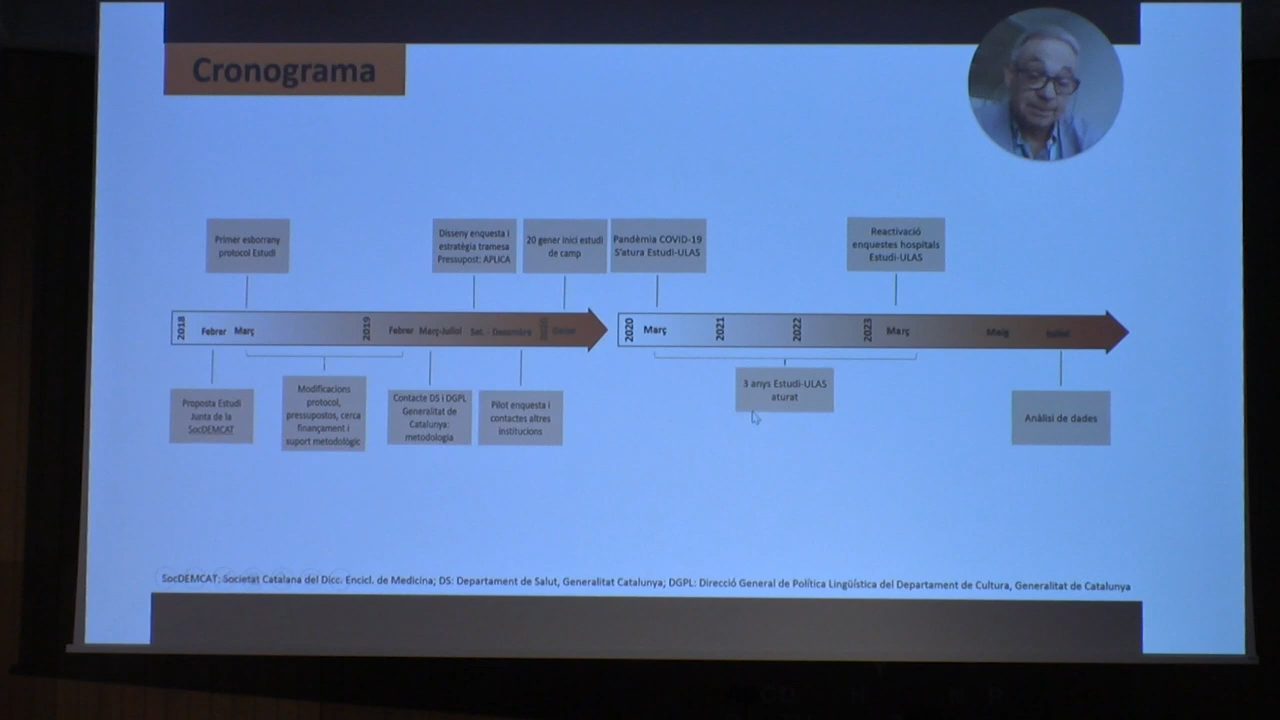 Cronograma
Primer esborrany
protocol Estudi
Disseny enquesta i
estratègia tramesa
Pressupost: APLICA
20 gener inici estudi
de camp
Pandèmia COVID-19
S'atura Estudi-ULAS
Reactivació
enquestes hospitals
Estudi-ULAS
2018 Febrer Març 2019 Febrer Març-Juliol Set. - Desembre 2020 Gener
2020 Març 2021 2022 2023 Març Maig Juliol
Proposta Estudi
Junta de la
SocDEMCAT
Modificacions
protocol,
pressupostos, cerca
finançament i
suport metodològic
Contacte DS i DGPL
Generalitat de
Catalunya:
metodologia
Pilot enquesta i
contactes altres
institucions
3 anys Estudi-ULAS
aturat
Anàlisi de dades
SocDEMCAT: Societat Catalana del Dicc. Encicl. de Medicina; DS: Departament de Salut, Generalitat Catalunya; DGPL: Direcció General de Política Lingüística del Departament de Cultura, Generalitat de Catalunya